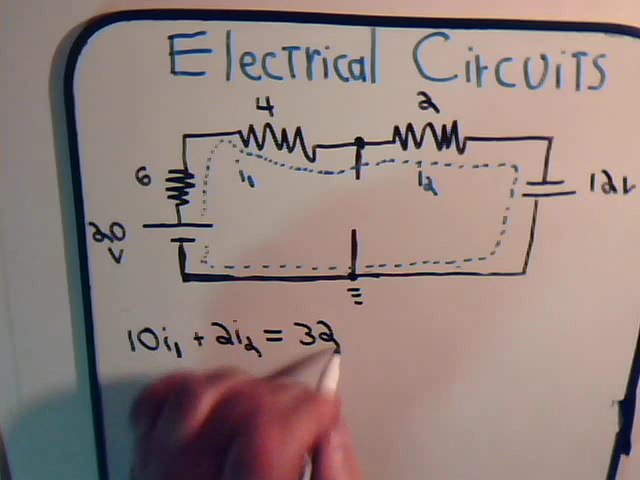 Electrical Circuits
4 2
6 i₁ i₂ 12v
20
v
10i₁ + 2i₂ = 32